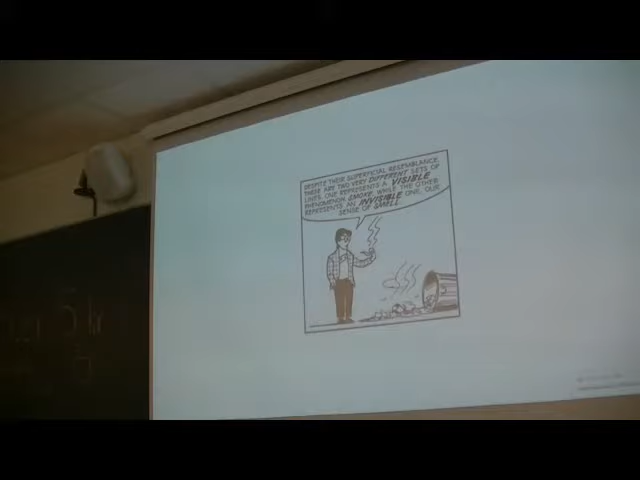 DESPITE THEIR SUPERFICIAL RESEMBLANCE,
THESE ARE TWO VERY DIFFERENT SETS OF
LINES. ONE REPRESENTS A VISIBLE
PHENOMENON, SMOKE; WHILE THE OTHER
REPRESENTS AN INVISIBLE ONE, OUR
SENSE OF SMELL.